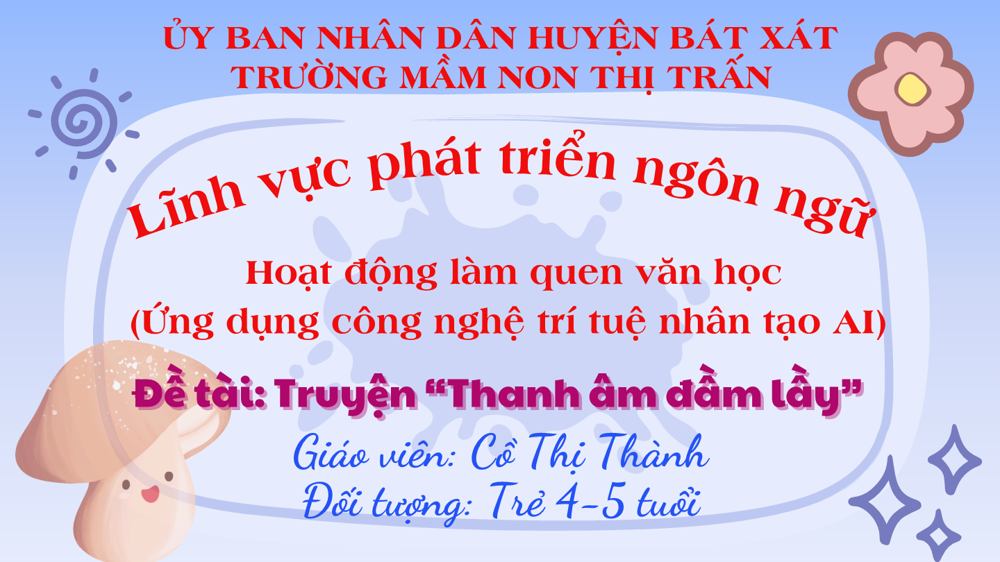 ỦY BAN NHÂN DÂN HUYỆN BÁT XÁT
TRƯỜNG MẦM NON THỊ TRẤN
Lĩnh vực phát triển ngôn ngữ
Hoạt động làm quen văn học
(Ứng dụng công nghệ trí tuệ nhân tạo AI)
Đề tài: Truyện “Thanh âm đầm lầy”
Giáo viên: Cồ Thị Thành
Đối tượng: Trẻ 4-5 tuổi